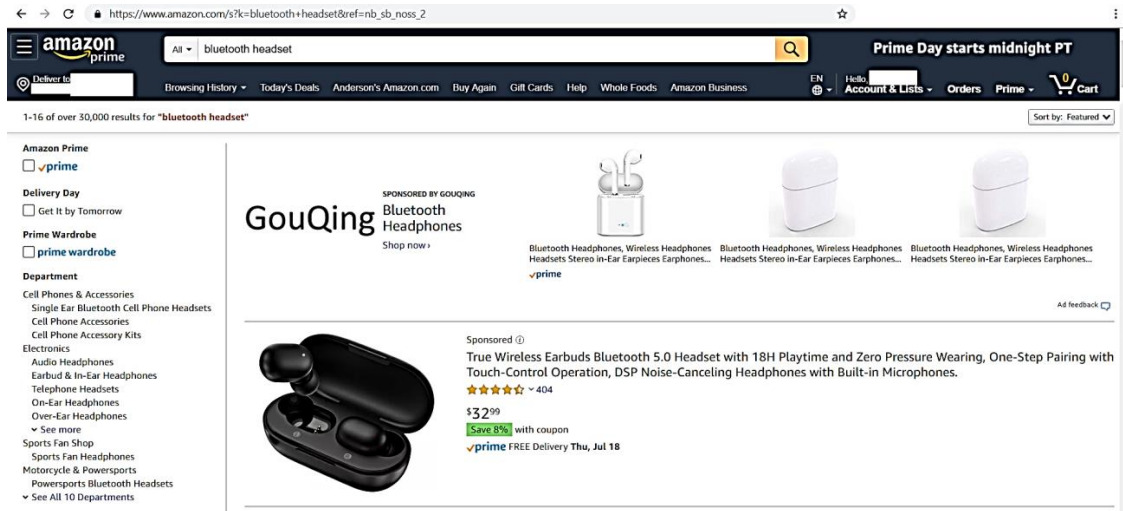 https://www.amazon.com/s?k=bluetooth+headset&ref=nb_sb_noss_2
amazon
prime
All
bluetooth headset
Prime Day starts midnight PT
Deliver to
Browsing History
Today's Deals
Anderson's Amazon.com
Buy Again
Gift Cards
Help
Whole Foods
Amazon Business
EN
Hello,
Account & Lists
Orders
Prime
0
Cart
1-16 of over 30,000 results for "bluetooth headset"
Sort by: Featured
Amazon Prime
prime
Delivery Day
Get It by Tomorrow
Prime Wardrobe
prime wardrobe
Department
Cell Phones & Accessories
Single Ear Bluetooth Cell Phone Headsets
Cell Phone Accessories
Cell Phone Accessory Kits
Electronics
Audio Headphones
Earbud & In-Ear Headphones
Telephone Headsets
On-Ear Headphones
Over-Ear Headphones
See more
Sports Fan Shop
Sports Fan Headphones
Motorcycle & Powersports
Powersports Bluetooth Headsets
See All 10 Departments
GouQing
SPONSORED BY GOUQING
Bluetooth
Headphones
Shop now ›
Bluetooth Headphones, Wireless Headphones
Headsets Stereo in-Ear Earpieces Earphones...
prime
Bluetooth Headphones, Wireless Headphones
Headsets Stereo in-Ear Earpieces Earphones...
Bluetooth Headphones, Wireless Headphones
Headsets Stereo in-Ear Earpieces Earphones...
Ad feedback
Sponsored
True Wireless Earbuds Bluetooth 5.0 Headset with 18H Playtime and Zero Pressure Wearing, One-Step Pairing with
Touch-Control Operation, DSP Noise-Canceling Headphones with Built-in Microphones.
404
$32 99
Save 8% with coupon
prime FREE Delivery Thu, Jul 18